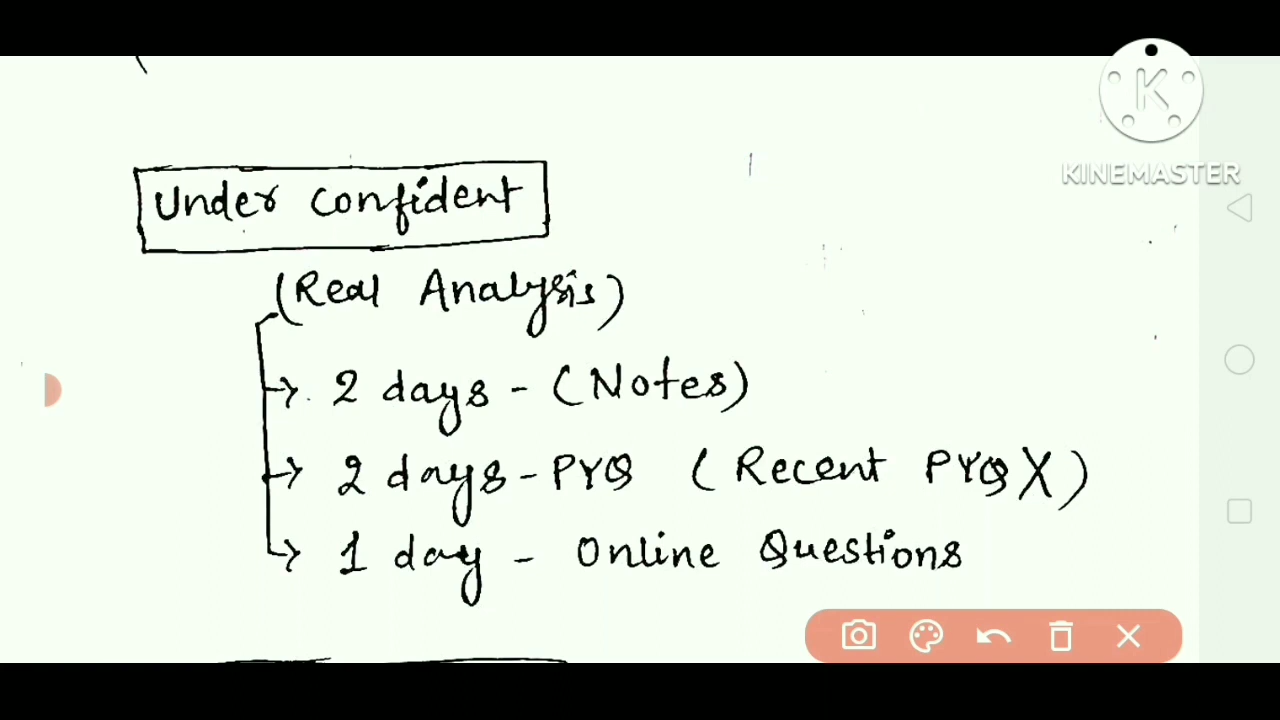 KINEMASTER
Under Confident
(Real Analysis)
→ 2 days - (Notes)
→ 2 days - PYQ (Recent PYQ X)
→ 1 day - Online Questions